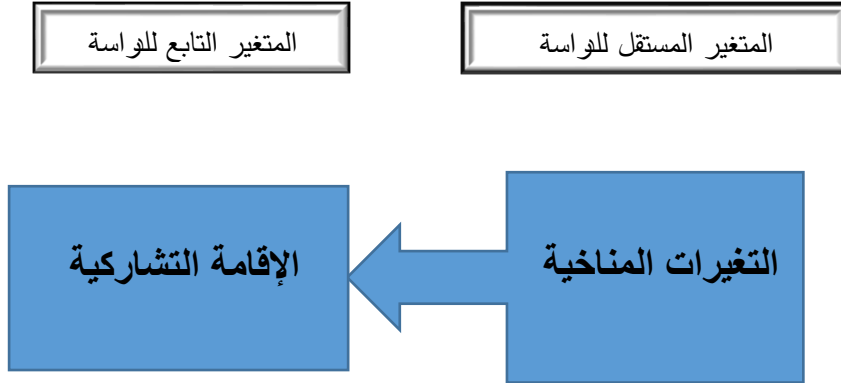 المتغير المستقل للواسة
المتغير التابع للواسة
التغيرات المناخية
الإقامة التشاركية